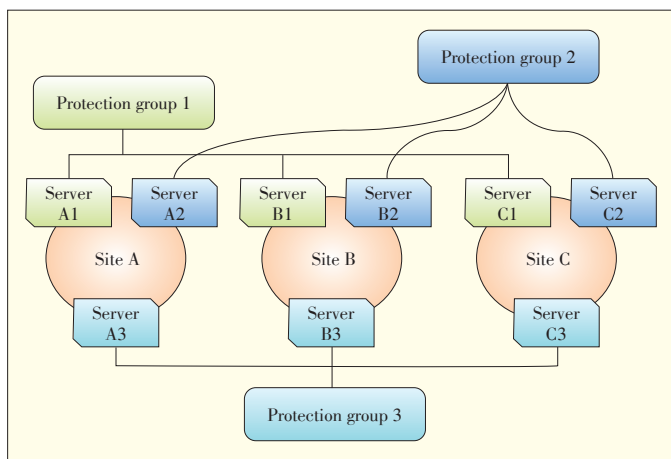 Protection group 2
Protection group 1
Server
A1
Server
A2
Server
B1
Server
B2
Server
C1
Server
C2
Site A
Site B
Site C
Server
A3
Server
B3
Server
C3
Protection group 3